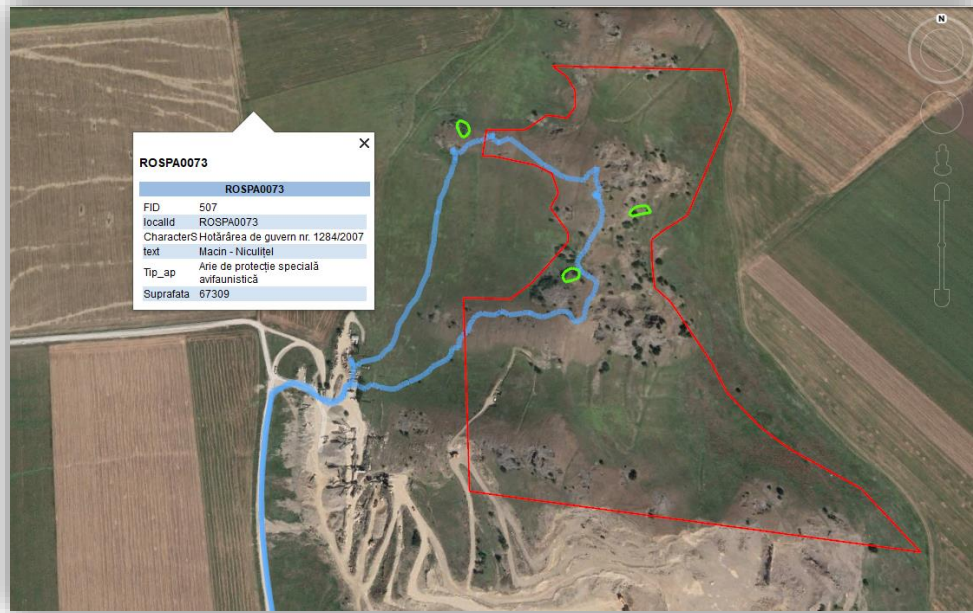 N
ROSPA0073
ROSPA0073
FID 507
localId ROSPA0073
CharacterS Hotărârea de guvern nr. 1284/2007
text Macin - Niculițel
Tip_ap Arie de protecție specială avifaunistică
Suprafata 67309